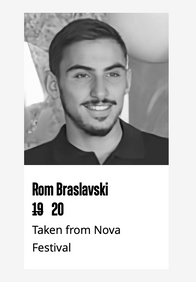 Rom Braslavski
19 20
Taken from Nova
Festival